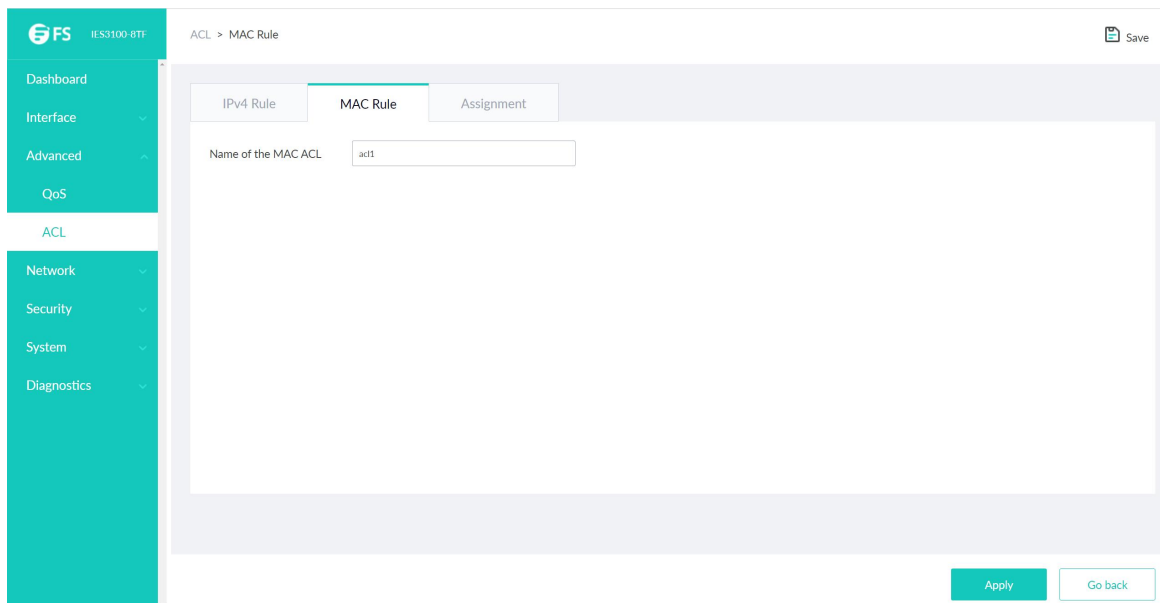 FS IES3100-8TF
ACL > MAC Rule
Save
Dashboard
Interface
Advanced
QoS
ACL
Network
Security
System
Diagnostics
IPv4 Rule
MAC Rule
Assignment
Name of the MAC ACL
acl1
Apply
Go back